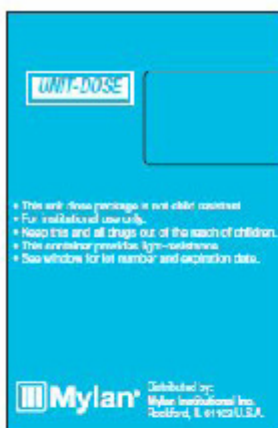 UNIT-DOSE
• This unit dose package is not child resistant
• For institutional use only.
• Keep this and all drugs out of the reach of children.
• This container provides light-resistance
• See window for lot number and expiration date.
Mylan®
Distributed by:
Mylan Institutional Inc.
Rockford, IL 61103 U.S.A.